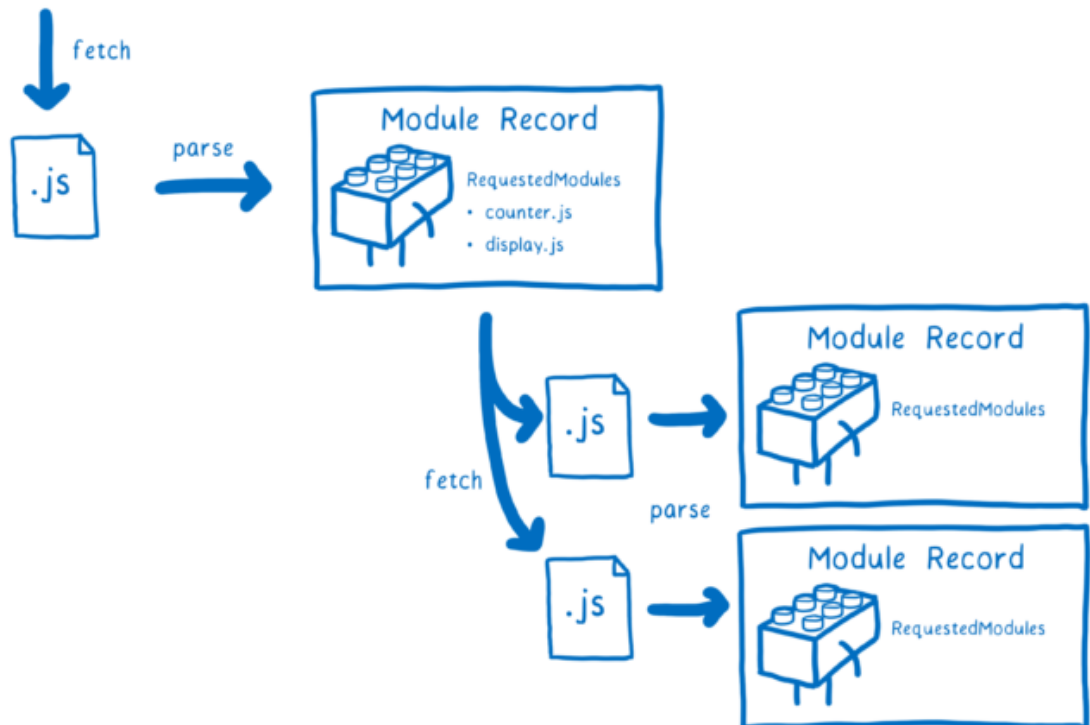 fetch
.js
parse
Module Record
RequestedModules
• counter.js
• display.js
fetch
.js
parse
.js
Module Record
RequestedModules
Module Record
RequestedModules